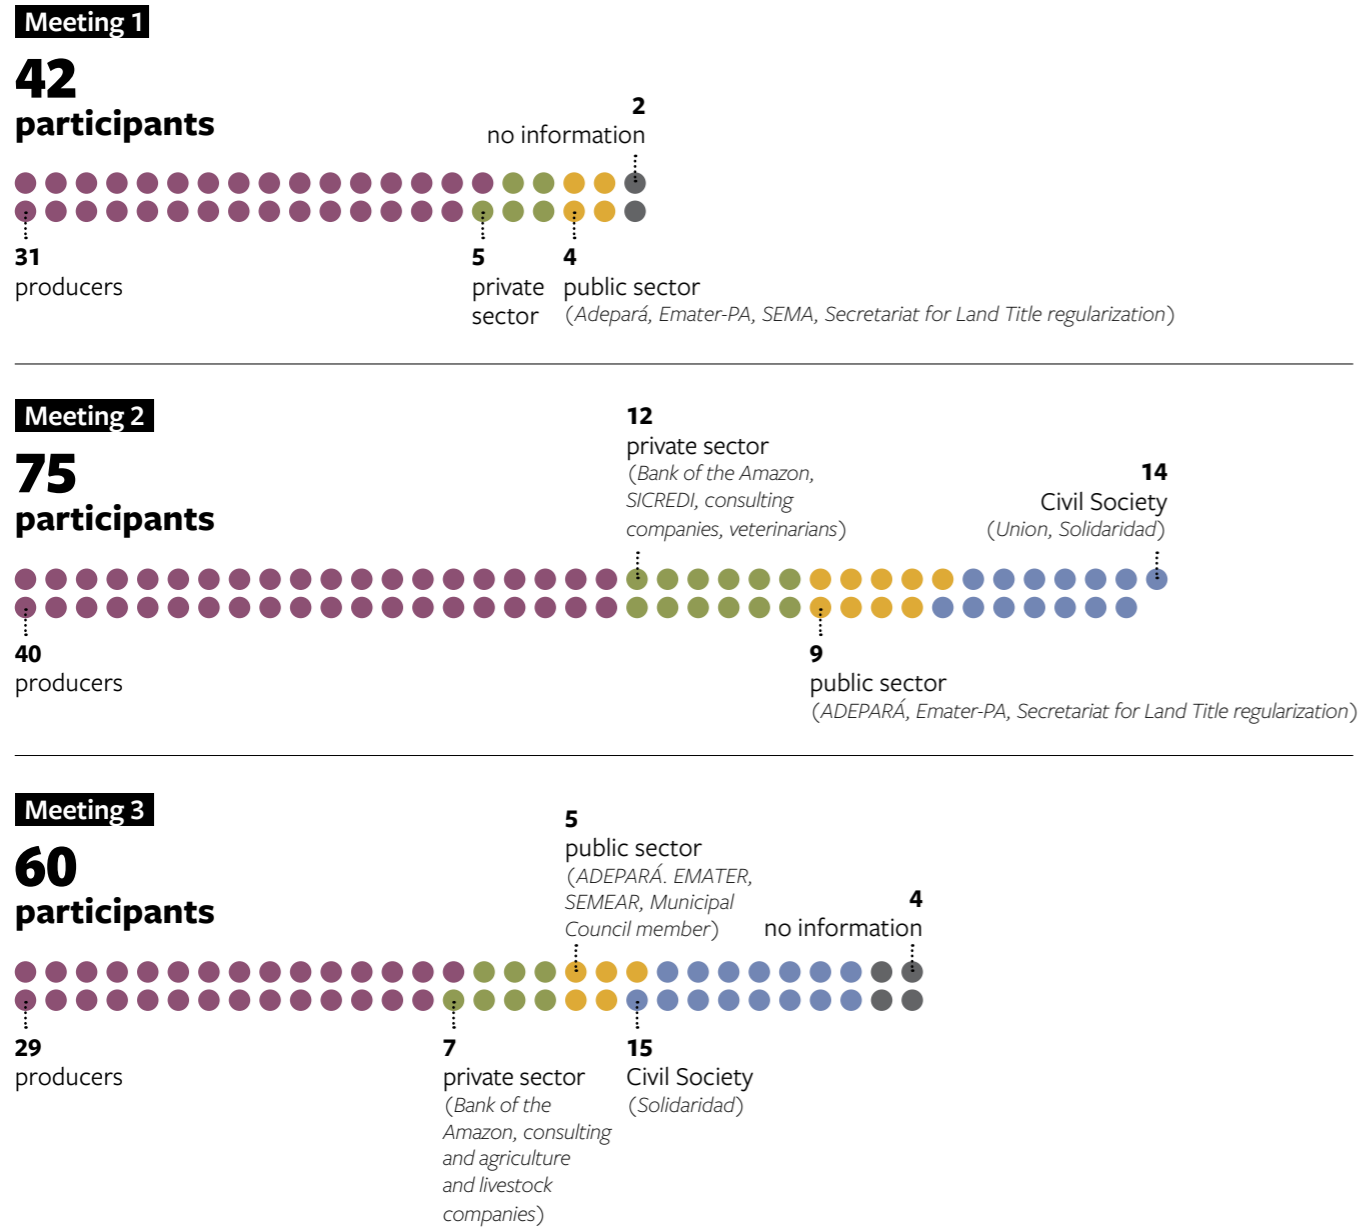 Meeting 1
42
participants
2
no information
31
producers
5
private
sector
4
public sector
(Adepará, Emater-PA, SEMA, Secretariat for Land Title regularization)
Meeting 2
75
participants
12
private sector
(Bank of the Amazon,
SICREDI, consulting
companies, veterinarians)
14
Civil Society
(Union, Solidaridad)
40
producers
9
public sector
(ADEPARÁ, Emater-PA, Secretariat for Land Title regularization)
Meeting 3
60
participants
5
public sector
(ADEPARÁ. EMATER,
SEMEAR, Municipal
Council member)
4
no information
29
producers
7
private sector
(Bank of the
Amazon, consulting
and agriculture
and livestock
companies)
15
Civil Society
(Solidaridad)